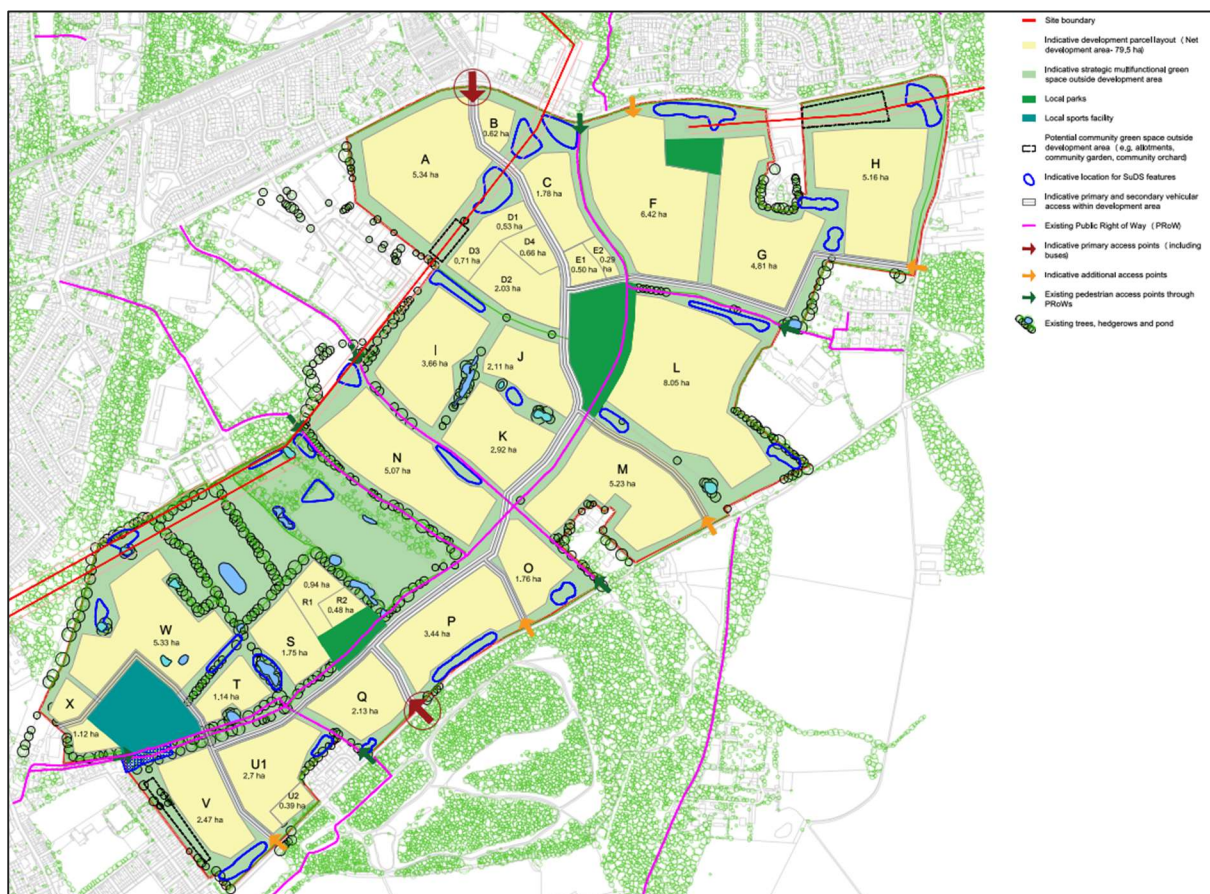 Site boundary
Indicative development parcel layout (Net
development area- 79,5 ha)
Indicative strategic multifunctional green
space outside development area
Local parks
Local sports facility
Potential community green space outside
development area (e.g, allotments,
community garden, community orchard)
Indicative location for SuDS features
Indicative primary and secondary vehicular
access within development area
Existing Public Right of Way (PRoW)
Indicative primary access points (including
buses)
Indicative additional access points
Existing pedestrian access points through
PRoWs
Existing trees, hedgerows and pond
A
5.34 ha
B
0.62 ha
C
1.78 ha
D1
0,53 ha
D4
0.66 ha
D3
0,71 ha
D2
2.03 ha
E1
0.50 ha
E2
0.29
ha
F
6.42 ha
G
4,81 ha
H
5.16 ha
I
3,66 ha
J
2,11 ha
K
2,92 ha
L
8.05 ha
M
5.23 ha
N
5,07 ha
O
1.76 ha
P
3,44 ha
Q
2.13 ha
0,94 ha
R1
R2
0.48 ha
S
1.75 ha
T
1,14 ha
U1
2,7 ha
U2
0.39 ha
V
2.47 ha
W
5.33 ha
X
1.12 ha